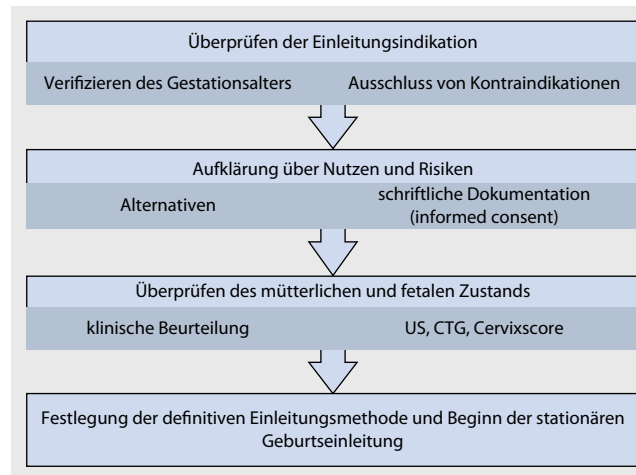 Überprüfen der Einleitungsindikation
Verifizieren des Gestationsalters
Ausschluss von Kontraindikationen
Aufklärung über Nutzen und Risiken
Alternativen
schriftliche Dokumentation
(informed consent)
Überprüfen des mütterlichen und fetalen Zustands
klinische Beurteilung
US, CTG, Cervixscore
Festlegung der definitiven Einleitungsmethode und Beginn der stationären
Geburtseinleitung